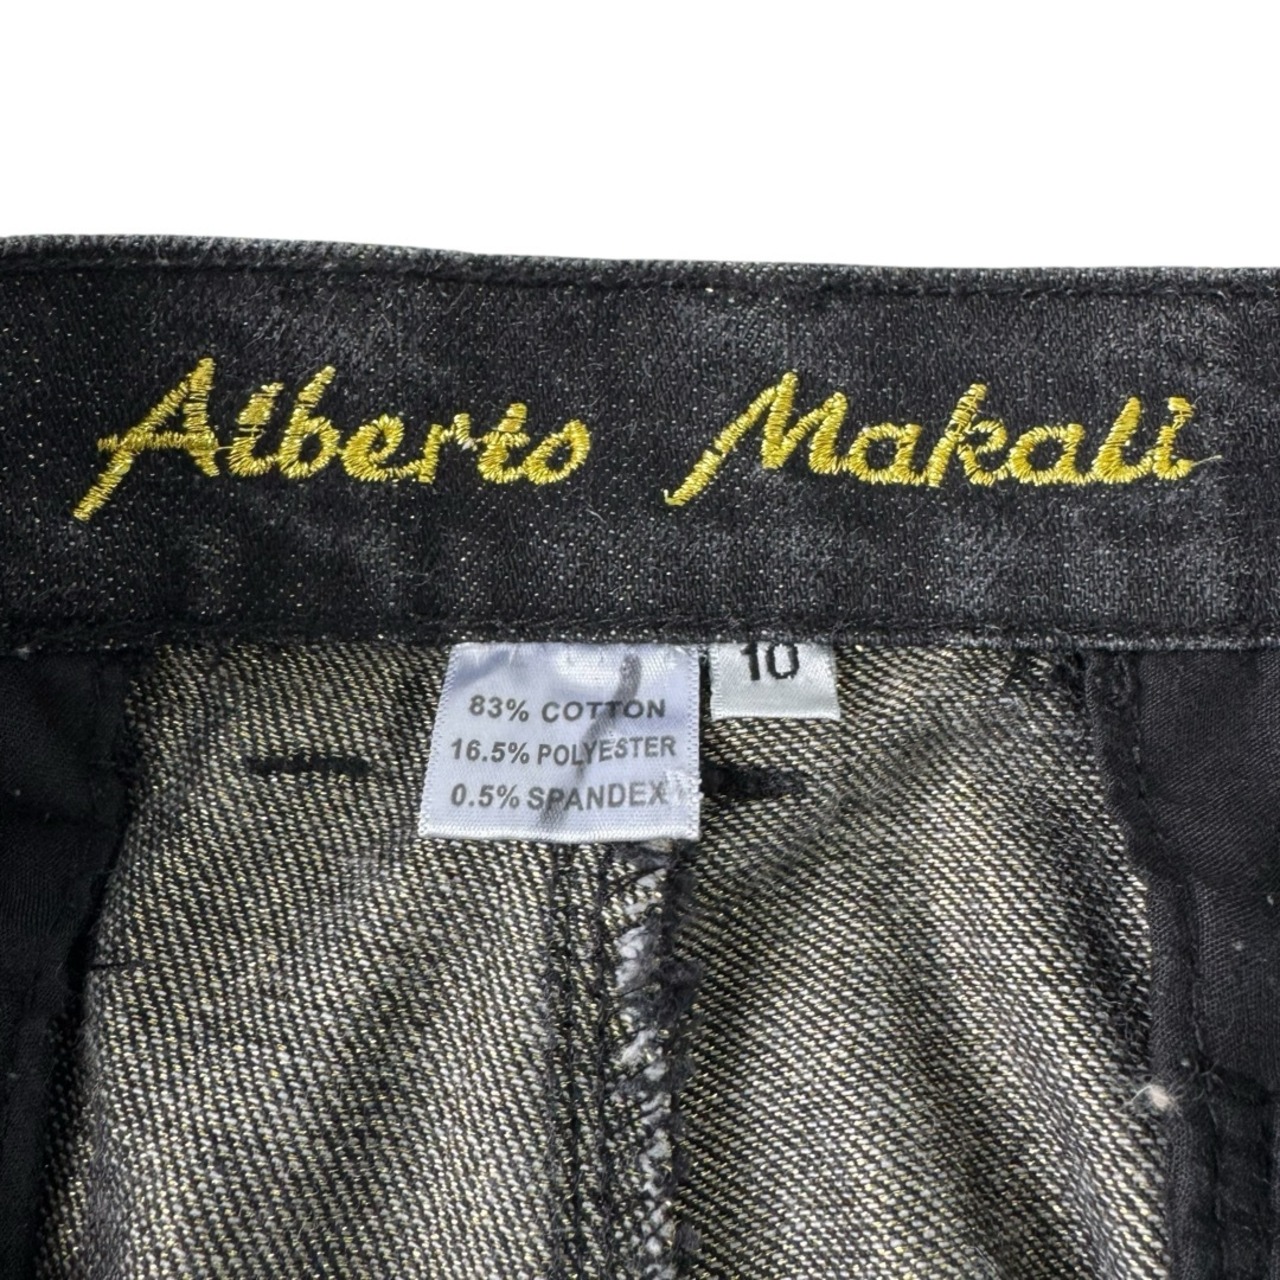 Alberto Makali
10
83% COTTON
16.5% POLYESTER
0.5% SPANDEX